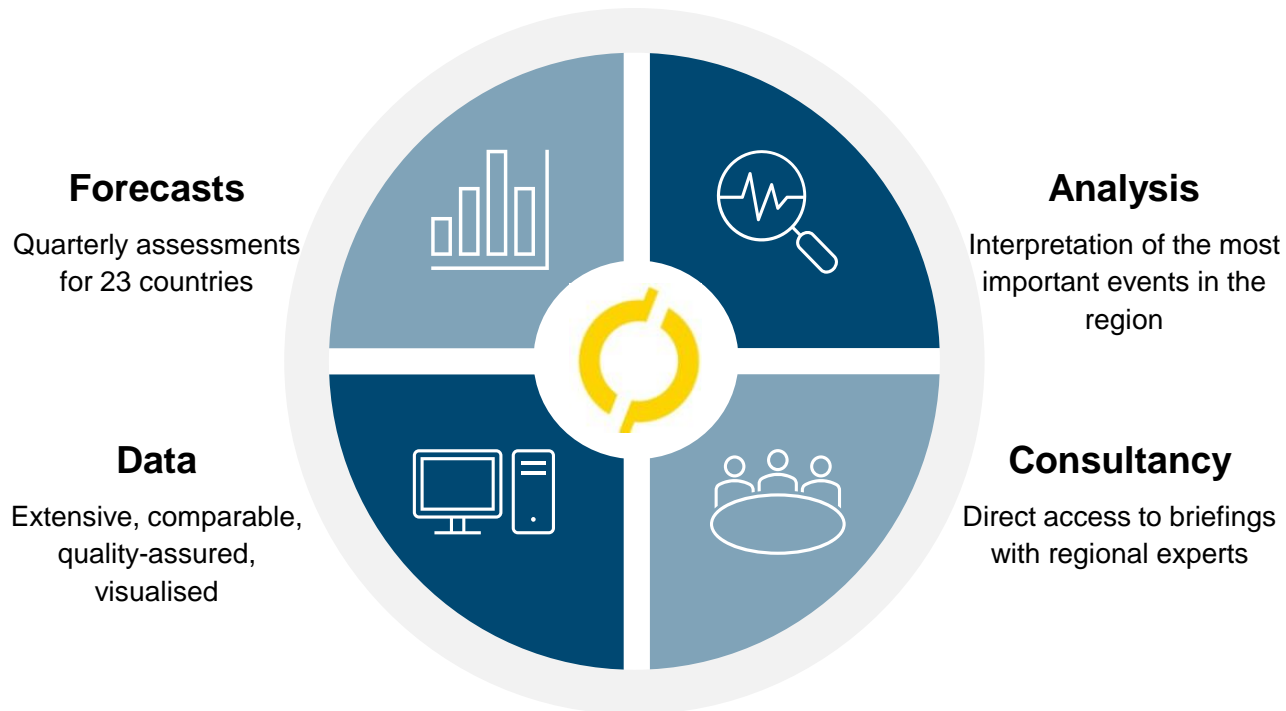 Forecasts
Quarterly assessments
for 23 countries
Analysis
Interpretation of the most
important events in the
region
Data
Extensive, comparable,
quality-assured,
visualised
Consultancy
Direct access to briefings
with regional experts